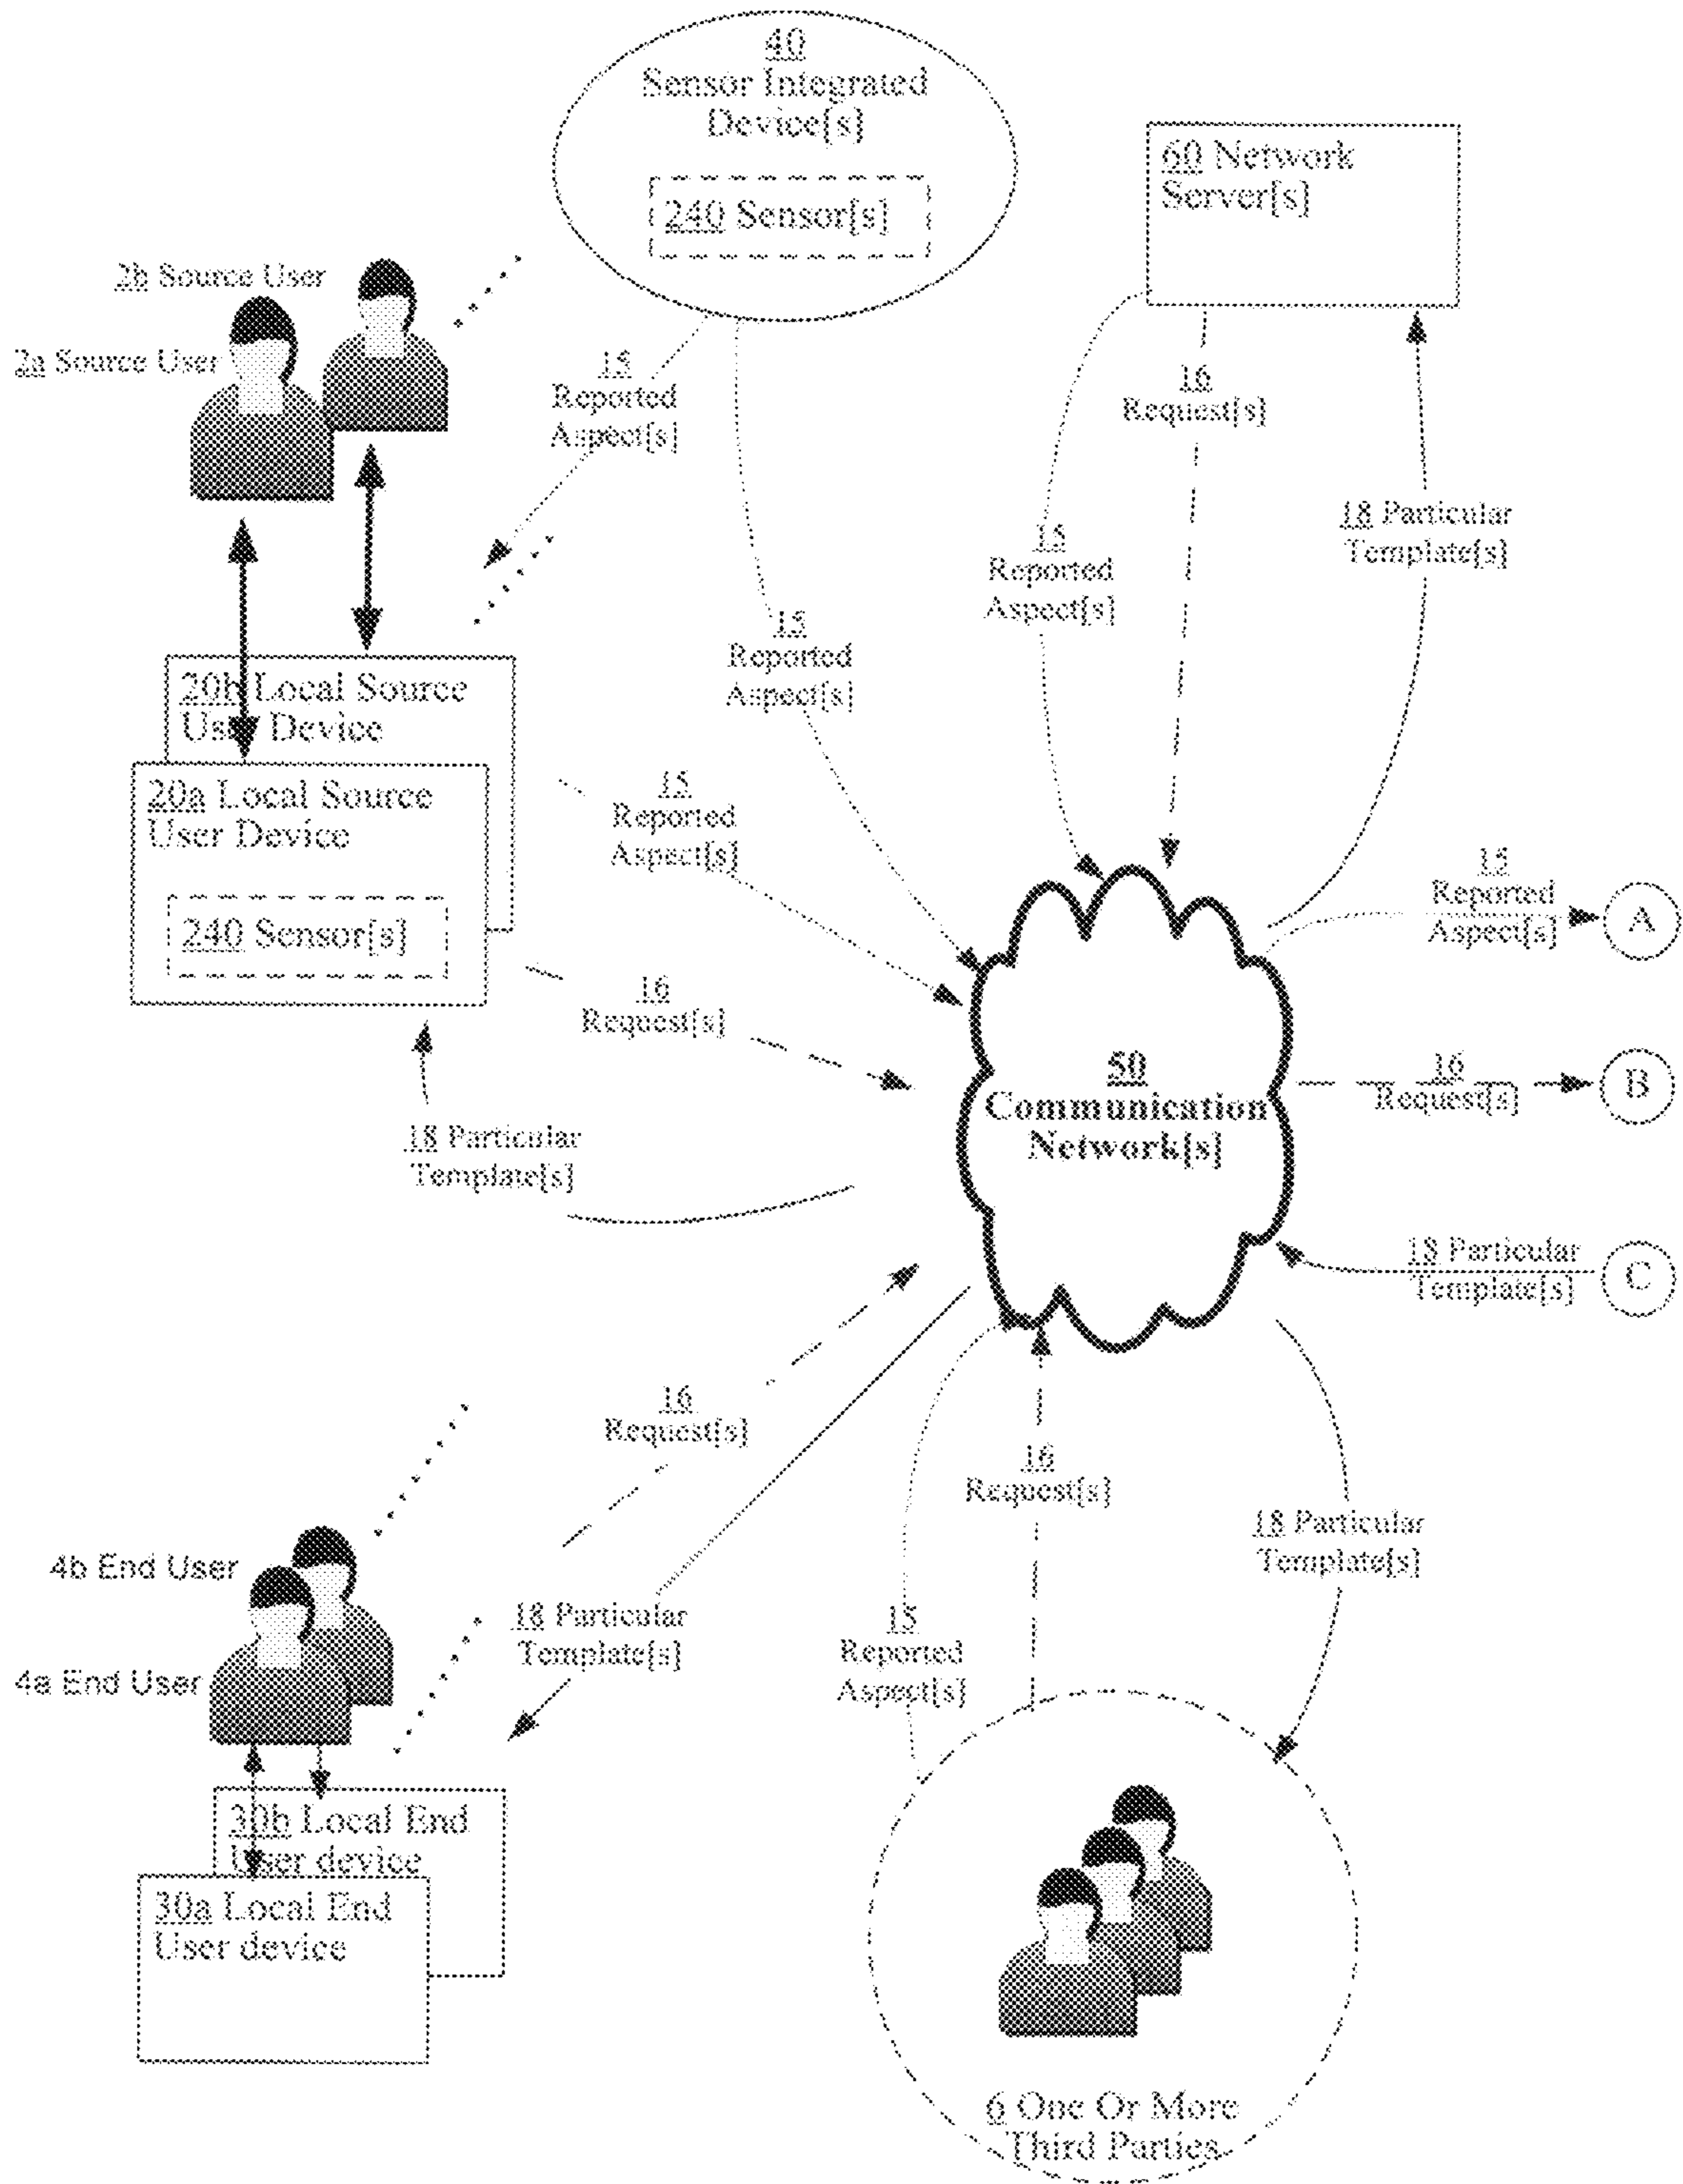 40
Sensor Integrated
Device[s]
240 Sensor[s]
60 Network
Server[s]
2b Source User
2a Source User
15
Reported
Aspect[s]
16
Request[s]
15
Reported
Aspect[s]
18 Particular
Template[s]
15
Reported
Aspect[s]
20b Local Source
User Device
20a Local Source
User Device
240 Sensor[s]
15
Reported
Aspect[s]
15
Reported
Aspect[s]
A
16
Request[s]
50
Communication
Network[s]
16
Request[s]
B
18 Particular
Template[s]
18 Particular
Template[s]
C
16
Request[s]
16
Request[s]
18 Particular
Template[s]
4b End User
4a End User
18 Particular
Template[s]
15
Reported
Aspect[s]
30b Local End
User device
30a Local End
User device
6 One Or More
Third Parties